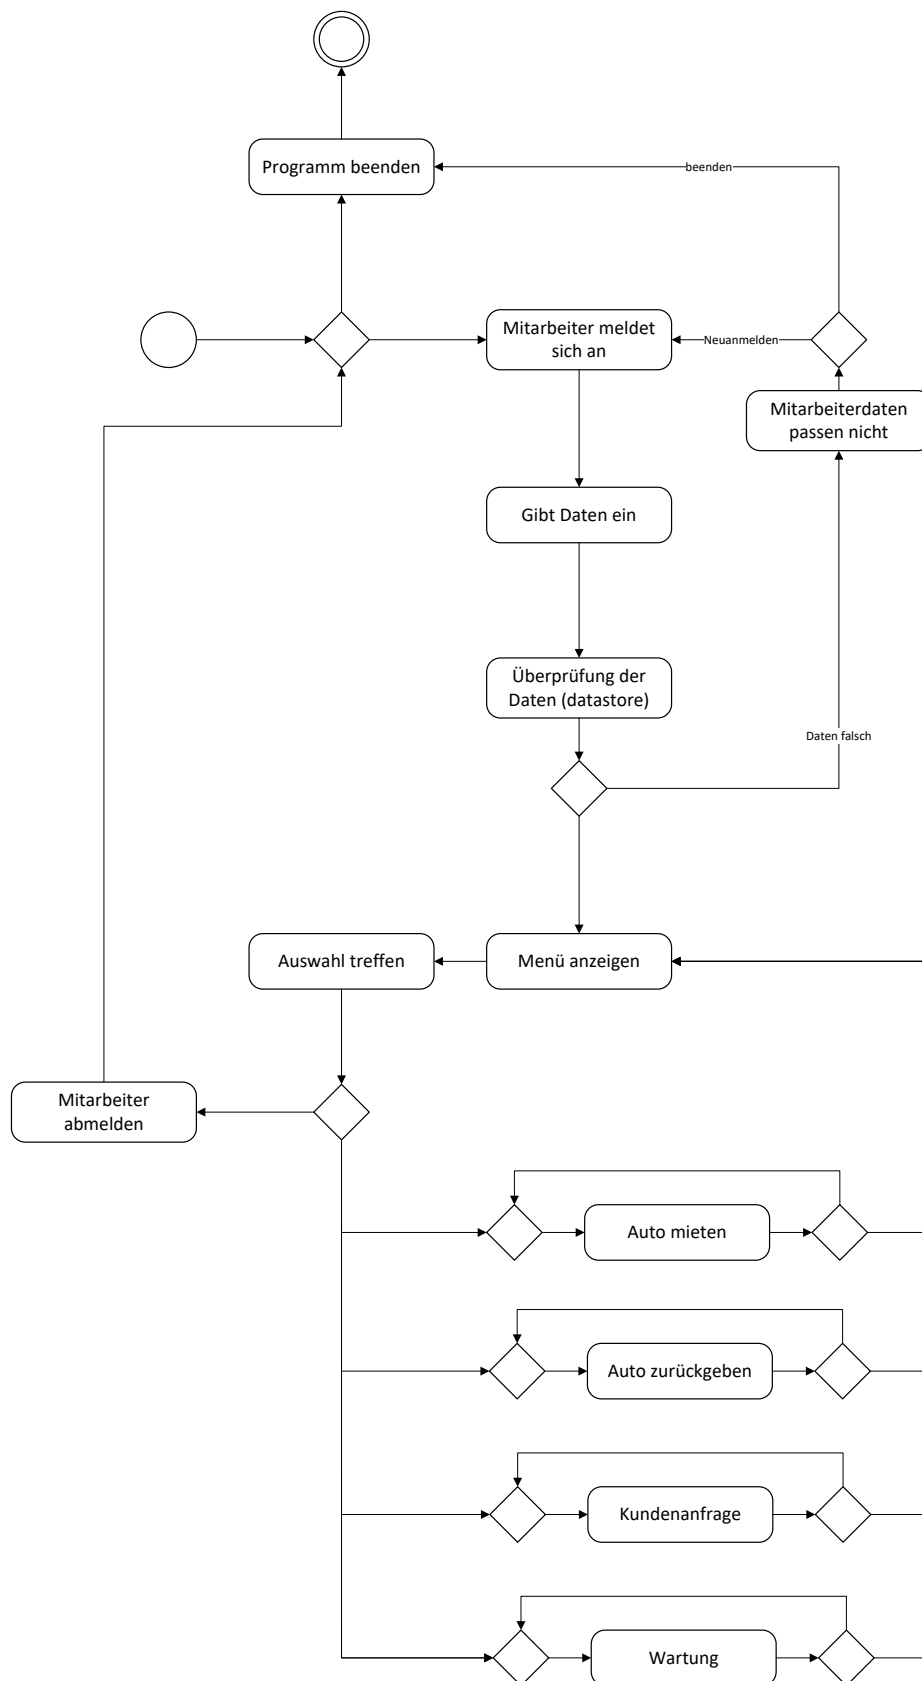 Programm beenden
beenden
Mitarbeiter meldet
sich an
Neuanmelden
Mitarbeiterdaten
passen nicht
Gibt Daten ein
Überprüfung der
Daten (datastore)
Daten falsch
Auswahl treffen
Menü anzeigen
Mitarbeiter
abmelden
Auto mieten
Auto zurückgeben
Kundenanfrage
Wartung